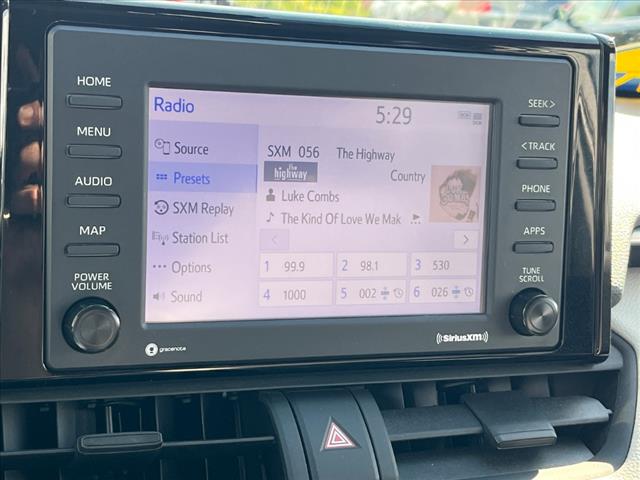 HOME
MENU
AUDIO
MAP
POWER
VOLUME
Radio
5:29
Source
Presets
SXM Replay
Station List
Options
Sound
SXM 056 The Highway
the highway
Country
Luke Combs
The Kind Of Love We Mak
<
>
1 99.9
2 98.1
3 530
4 1000
5 002
6 026
SEEK >
< TRACK
PHONE
APPS
TUNE
SCROLL
gracenote
((SiriusXM))